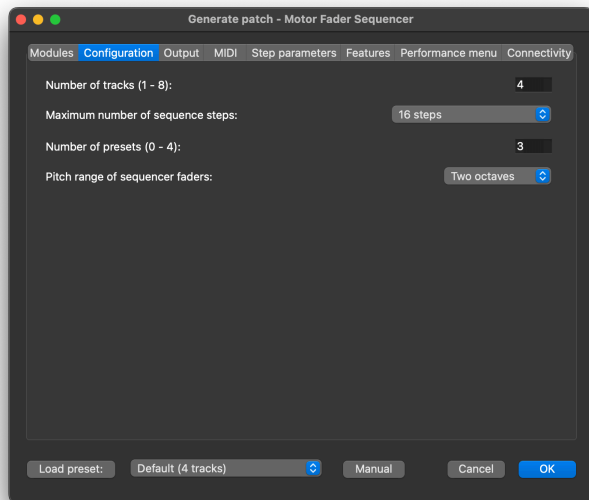 Generate patch - Motor Fader Sequencer
Modules Configuration Output MIDI Step parameters Features Performance menu Connectivity
Number of tracks (1 - 8): 4
Maximum number of sequence steps: 16 steps
Number of presets (0 - 4): 3
Pitch range of sequencer faders: Two octaves
Load preset: Default (4 tracks) Manual Cancel OK